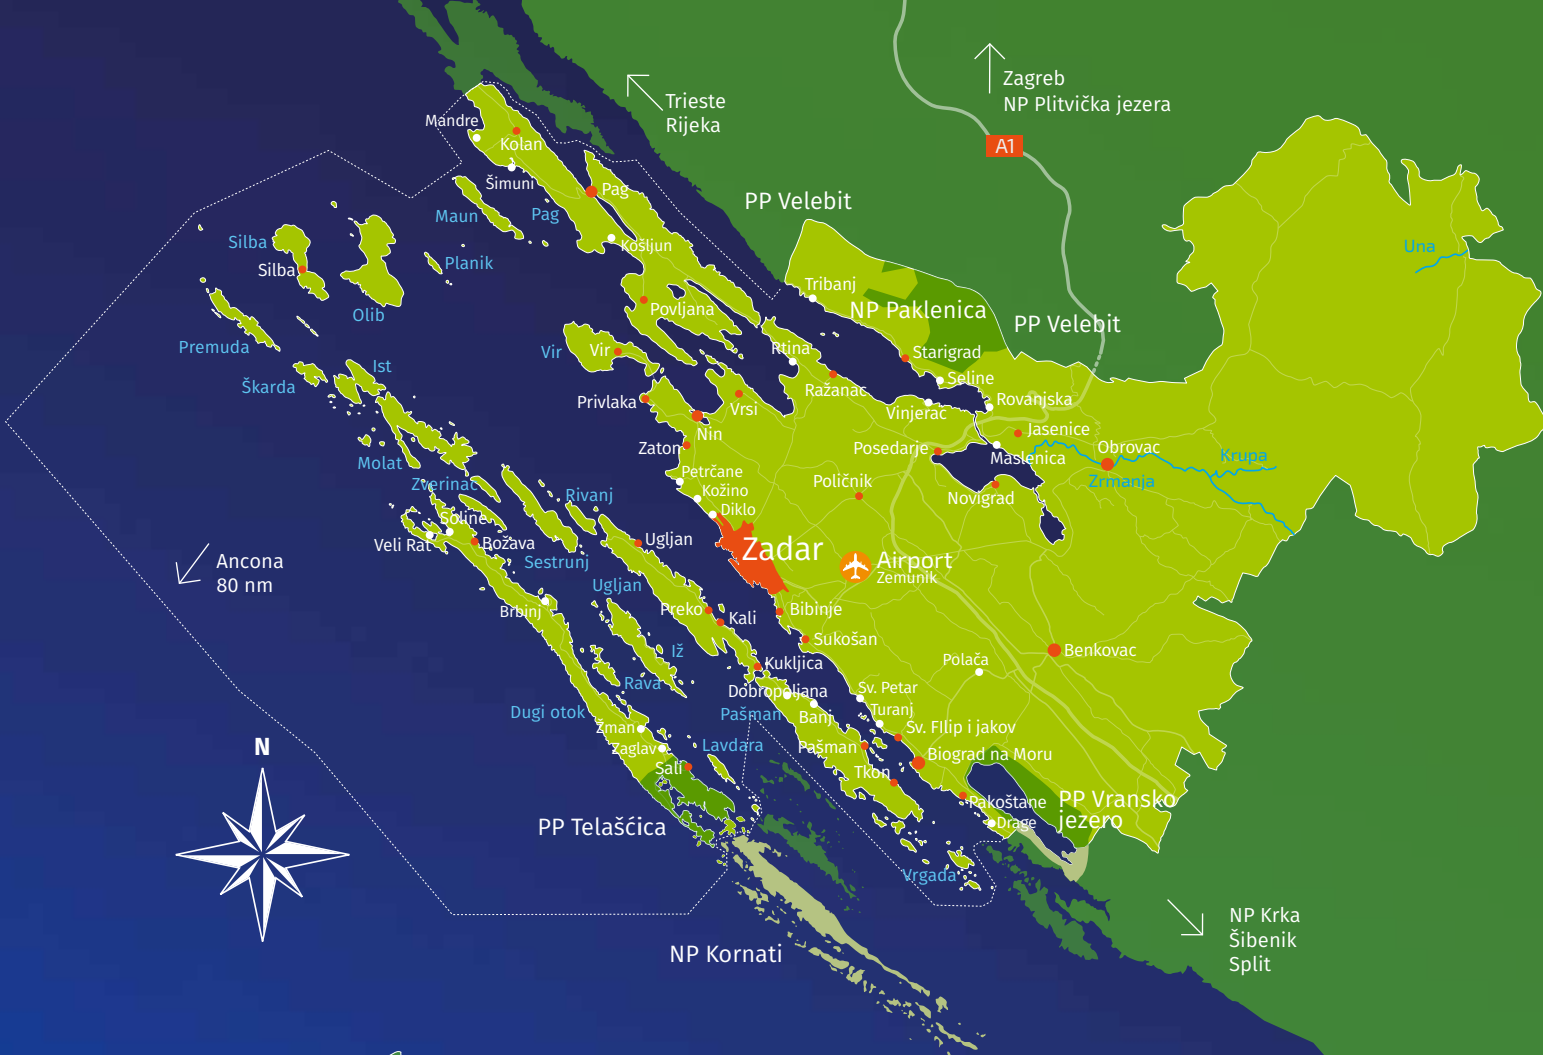 Zagreb
NP Plitvička jezera
Trieste
Rijeka
A1
Mandre
Kolan
Šimuni
Pag
Maun
Pag
PP Velebit
Silba
Silba
Planik
Košljun
Una
Olib
Tribanj
NP Paklenica
PP Velebit
Povljana
Premuda
Škarda
Ist
Vir
Vir
Rtina
Starigrad
Seline
Ražanac
Privlaka
Vrsi
Vinjerac
Rovanjska
Nin
Zaton
Posedarje
Jasenice
Maslenica
Obrovac
Krupa
Zrmanja
Molat
Zverinac
Petrčane
Kožino
Diklo
Rivanj
Poličnik
Novigrad
Soline
Veli Rat
Božava
Sestrunj
Ugljan
Ugljan
Zadar
Airport
Zemunik
Ancona
80 nm
Brbinj
Preko
Kali
Bibinje
Sukošan
Iž
Rava
Kukljica
Polača
Benkovac
Dugi otok
Dobropoljana
Pašman
Banj
Sv. Petar
Turanj
Sv. FIlip i jakov
Žman
Zaglav
Lavdara
Pašman
Biograd na Moru
Sali
Tkon
N
Pakoštane
Drage
PP Vransko
jezero
PP Telašćica
Vrgada
NP Kornati
NP Krka
Šibenik
Split